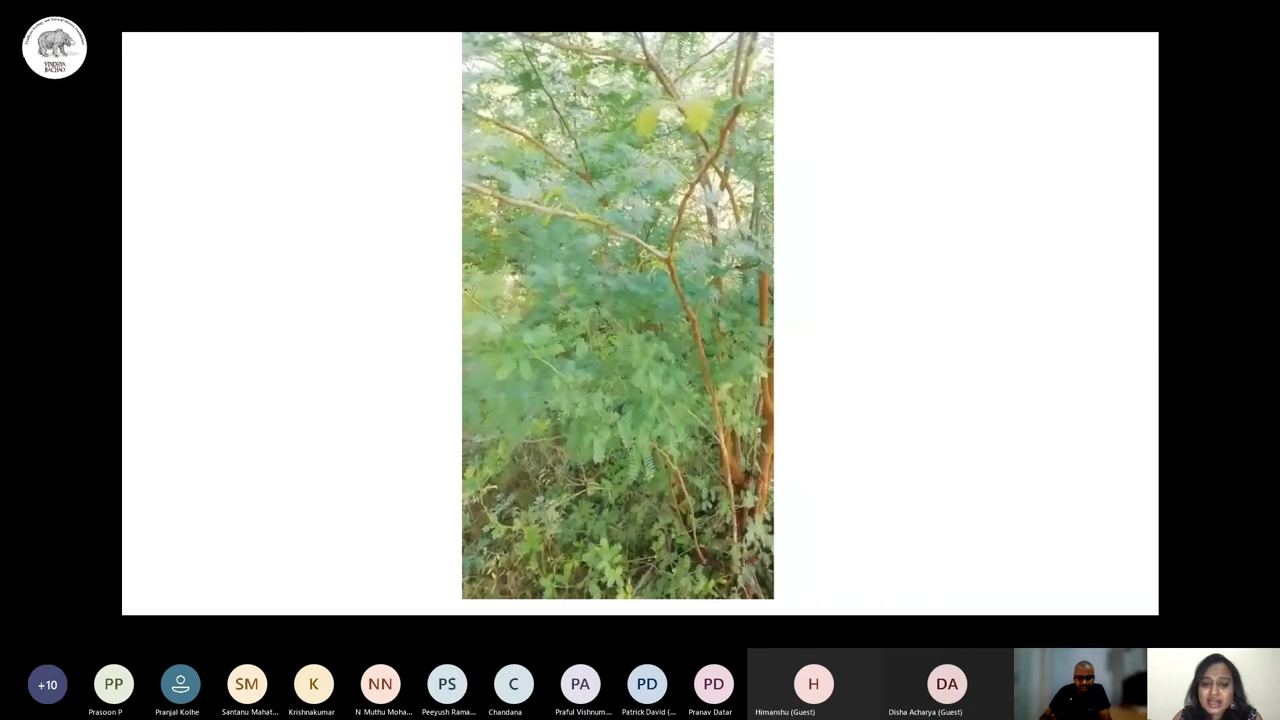 VINDHYA
BACHAO
+10
PP
SM
K
NN
PS
C
PA
PD
PD
H
DA
Prasoon P
Pranjal Kolhe
Santanu Mahat...
Krishnakumar
N Muthu Moha...
Peeyush Rama...
Chandana
Praful Vishnum...
Patrick David (...
Pranav Datar
Himanshu (Guest)
Disha Acharya (Guest)